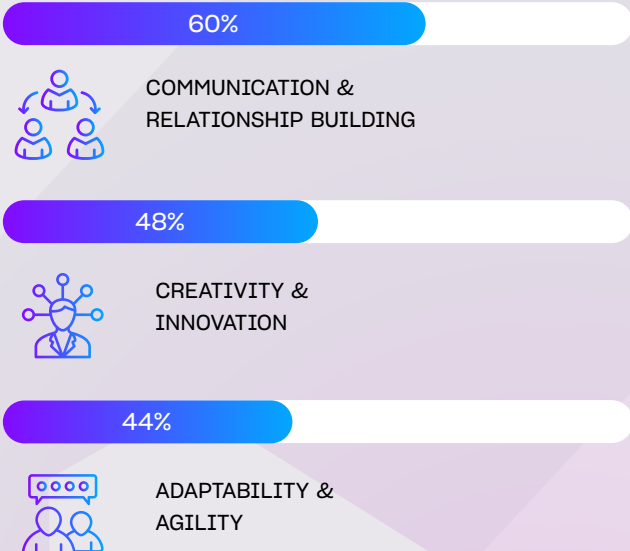 60%
COMMUNICATION &
RELATIONSHIP BUILDING
48%
CREATIVITY &
INNOVATION
44%
ADAPTABILITY &
AGILITY